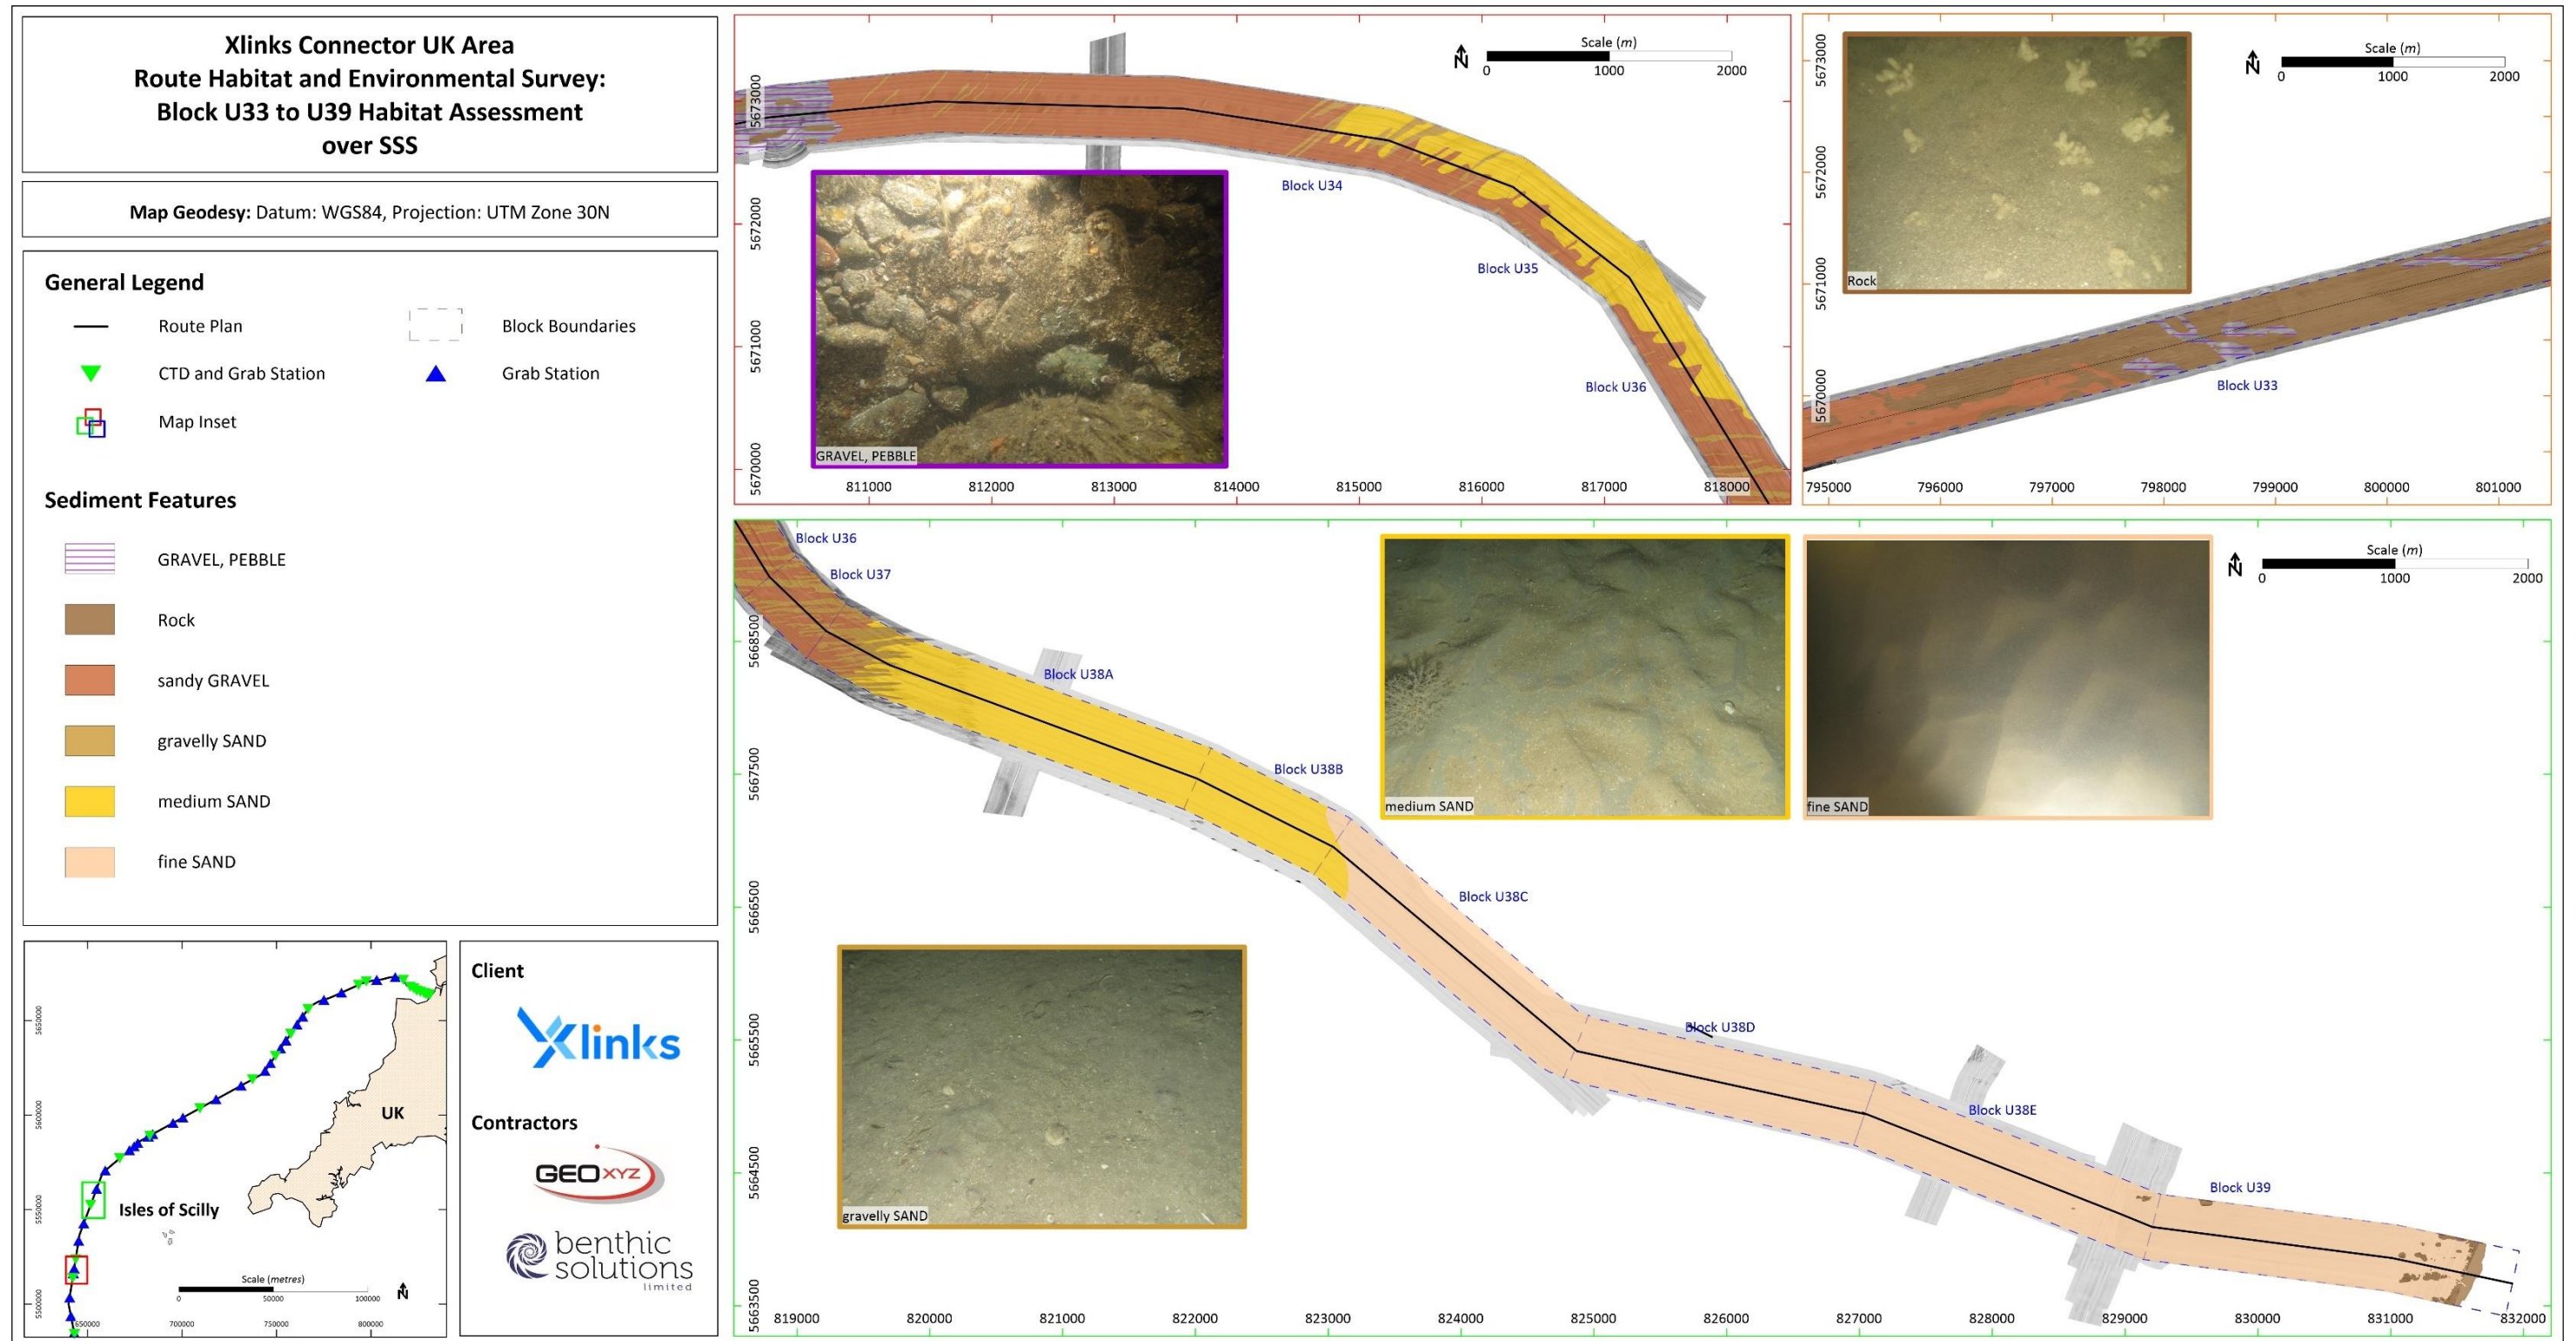 Xlinks Connector UK Area
Route Habitat and Environmental Survey:
Block U33 to U39 Habitat Assessment
over SSS
Map Geodesy: Datum: WGS84, Projection: UTM Zone 30N
General Legend
Route Plan
Block Boundaries
CTD and Grab Station
Grab Station
Map Inset
Sediment Features
GRAVEL, PEBBLE
Rock
sandy GRAVEL
gravelly SAND
medium SAND
fine SAND
5650000
5600000
5550000
5500000
UK
Isles of Scilly
Scale (metres)
0 50000 100000
N
650000 700000 750000 800000
Client
Xlinks
Contractors
GEO XYZ
benthic
solutions
limited
5673000
5672000
5671000
5670000
N
Scale (m)
0 1000 2000
Block U34
Block U35
Block U36
GRAVEL, PEBBLE
811000 812000 813000 814000 815000 816000 817000 818000
5673000
5672000
5671000
5670000
Rock
N
Scale (m)
0 1000 2000
Block U33
795000 796000 797000 798000 799000 800000 801000
Block U36
Block U37
5668500
5667500
5666500
5665500
5664500
5663500
Block U38A
Block U38B
medium SAND
fine SAND
N
Scale (m)
0 1000 2000
Block U38C
Block U38D
Block U38E
Block U39
gravelly SAND
819000 820000 821000 822000 823000 824000 825000 826000 827000 828000 829000 830000 831000 832000